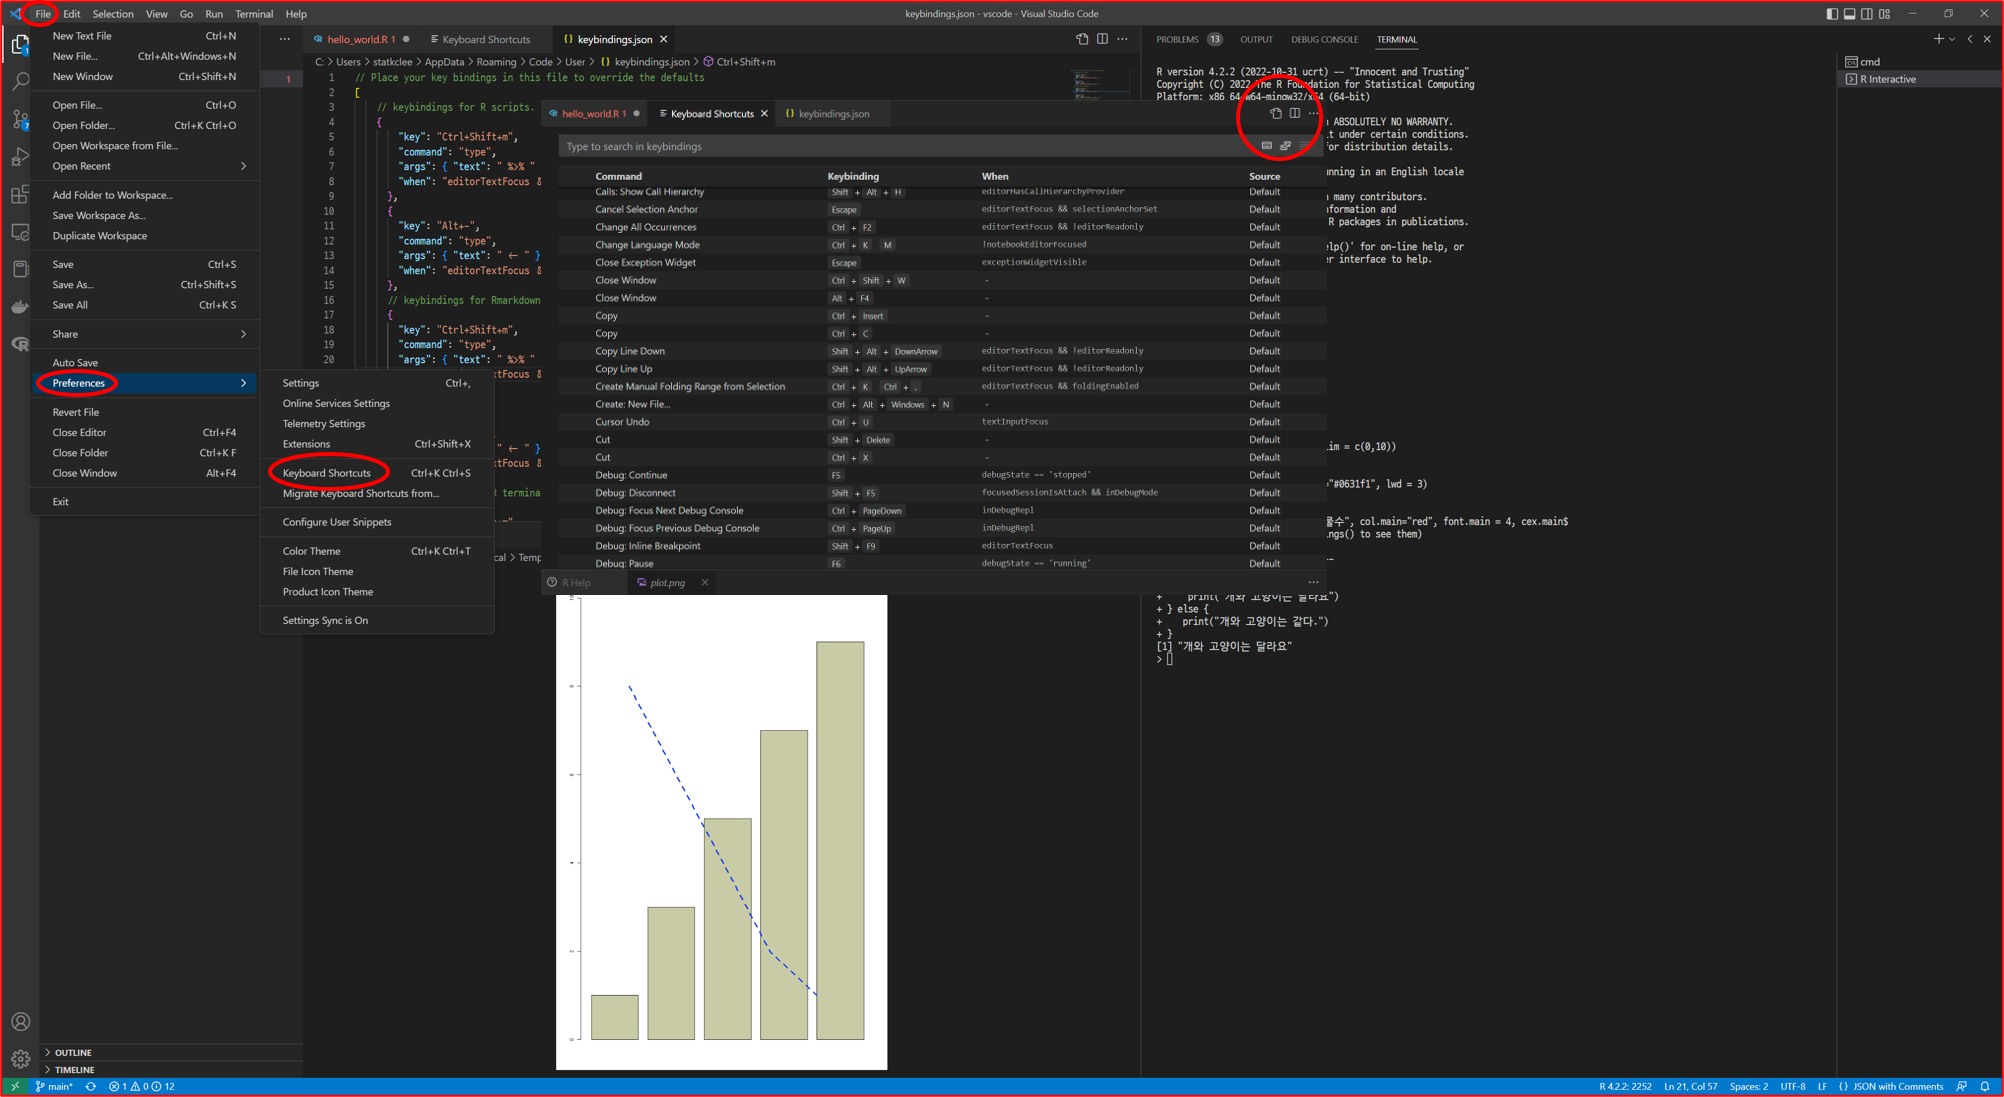 File Edit Selection View Go Run Terminal Help
keybindings.json - vscode - Visual Studio Code
New Text File Ctrl+N
New File... Ctrl+Alt+Windows+N
New Window Ctrl+Shift+N
Open File... Ctrl+O
Open Folder... Ctrl+K Ctrl+O
Open Workspace from File...
Open Recent
Add Folder to Workspace...
Save Workspace As...
Duplicate Workspace
Save Ctrl+S
Save As... Ctrl+Shift+S
Save All Ctrl+K S
Share
Auto Save
Preferences
Revert File
Close Editor Ctrl+F4
Close Folder Ctrl+K F
Close Window Alt+F4
Exit
Settings Ctrl+,
Online Services Settings
Telemetry Settings
Extensions Ctrl+Shift+X
Keyboard Shortcuts Ctrl+K Ctrl+S
Migrate Keyboard Shortcuts from...
Configure User Snippets
Color Theme Ctrl+K Ctrl+T
File Icon Theme
Product Icon Theme
Settings Sync is On
1
hello_world.R 1 Keyboard Shortcuts {} keybindings.json
C: > Users > statkclee > AppData > Roaming > Code > User > {} keybindings.json > Ctrl+Shift+m
1 // Place your key bindings in this file to override the defaults
2 [
3 // keybindings for R scripts.
4 {
5 "key": "Ctrl+Shift+m",
6 "command": "type",
7 "args": { "text": " %>% "
8 "when": "editorTextFocus &
9 },
10 {
11 "key": "Alt+-",
12 "command": "type",
13 "args": { "text": " <- " }
14 "when": "editorTextFocus &
15 },
16 // keybindings for Rmarkdown
17 {
18 "key": "Ctrl+Shift+m",
19 "command": "type",
20 "args": { "text": " %>% "
ocus &
" <- " }
ocus &
R termina
cal > Temp
hello_world.R 1 Keyboard Shortcuts {} keybindings.json
Type to search in keybindings
Command Keybinding When Source
Calls: Show Call Hierarchy Shift + Alt + H editorHasCallHierarchyProvider Default
Cancel Selection Anchor Escape editorTextFocus && selectionAnchorSet Default
Change All Occurrences Ctrl + F2 editorTextFocus && !editorReadonly Default
Change Language Mode Ctrl + K M !notebookEditorFocused Default
Close Exception Widget Escape exceptionWidgetVisible Default
Close Window Ctrl + Shift + W - Default
Close Window Alt + F4 - Default
Copy Ctrl + Insert - Default
Copy Ctrl + C - Default
Copy Line Down Shift + Alt + DownArrow editorTextFocus && !editorReadonly Default
Copy Line Up Shift + Alt + UpArrow editorTextFocus && !editorReadonly Default
Create Manual Folding Range from Selection Ctrl + K Ctrl + , editorTextFocus && foldingEnabled Default
Create: New File... Ctrl + Alt + Windows + N - Default
Cursor Undo Ctrl + U textInputFocus Default
Cut Shift + Delete - Default
Cut Ctrl + X - Default
Debug: Continue F5 debugState == 'stopped' Default
Debug: Disconnect Shift + F5 focusedSessionIsAttach && inDebugMode Default
Debug: Focus Next Debug Console Ctrl + PageDown inDebugRepl Default
Debug: Focus Previous Debug Console Ctrl + PageUp inDebugRepl Default
Debug: Inline Breakpoint Shift + F9 editorTextFocus Default
Debug: Pause F6 debugState == 'running' Default
R Help plot.png
8
6
4
2
0
PROBLEMS 13 OUTPUT DEBUG CONSOLE TERMINAL
cmd
R Interactive
R version 4.2.2 (2022-10-31 ucrt) -- "Innocent and Trusting"
Copyright (C) 2022 The R Foundation for Statistical Computing
Platform: x86_64-w64-mingw32/x64 (64-bit)
ABSOLUTELY NO WARRANTY.
t under certain conditions.
for distribution details.
nning in an English locale
many contributors.
nformation and
R packages in publications.
elp()' for on-line help, or
er interface to help.
im = c(0,10))
="#0631f1", lwd = 3)
물수", col.main="red", font.main = 4, cex.main$
ings() to see them)
+ print("개와 고양이는 달라요")
+ } else {
+ print("개와 고양이는 같다.")
+ }
[1] "개와 고양이는 달라요"
>
OUTLINE
TIMELINE
main* 1 0 12
R 4.2.2: 2252 Ln 21, Col 57 Spaces: 2 UTF-8 LF {} JSON with Comments